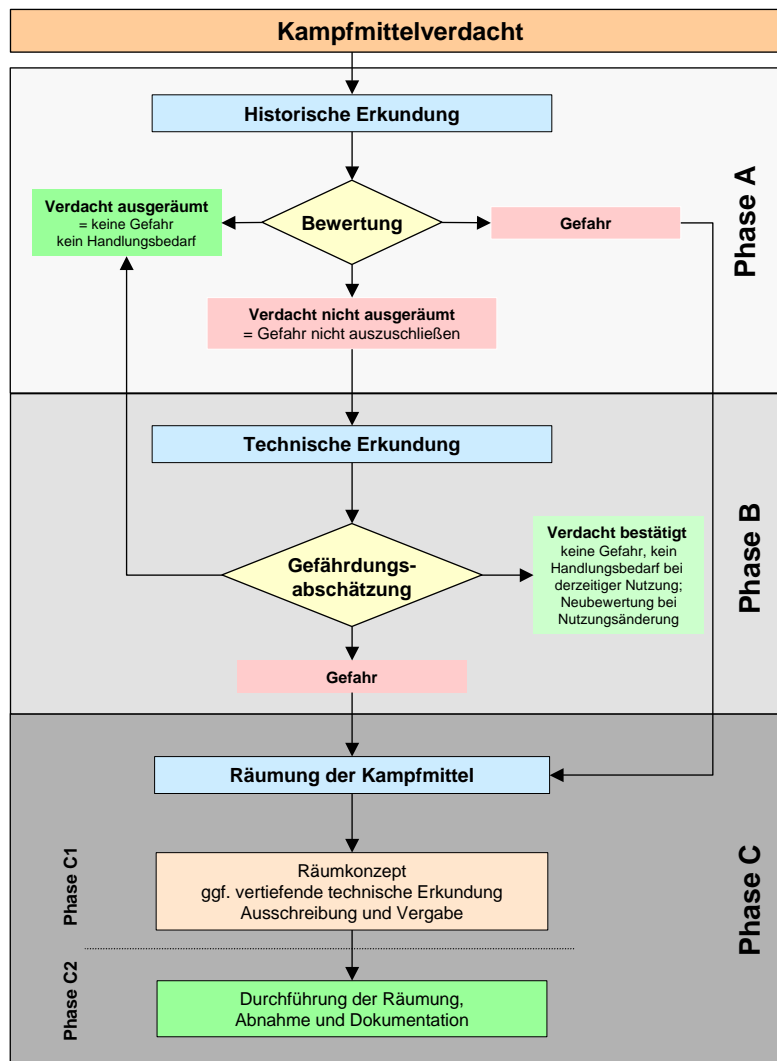 Kampfmittelverdacht
Historische Erkundung
Phase A
Verdacht ausgeräumt
= keine Gefahr
kein Handlungsbedarf
Bewertung
Gefahr
Verdacht nicht ausgeräumt
= Gefahr nicht auszuschließen
Technische Erkundung
Phase B
Gefährdungs-
abschätzung
Verdacht bestätigt
keine Gefahr, kein
Handlungsbedarf bei
derzeitiger Nutzung;
Neubewertung bei
Nutzungsänderung
Gefahr
Räumung der Kampfmittel
Phase C
Phase C1
Räumkonzept
ggf. vertiefende technische Erkundung
Ausschreibung und Vergabe
Phase C2
Durchführung der Räumung,
Abnahme und Dokumentation